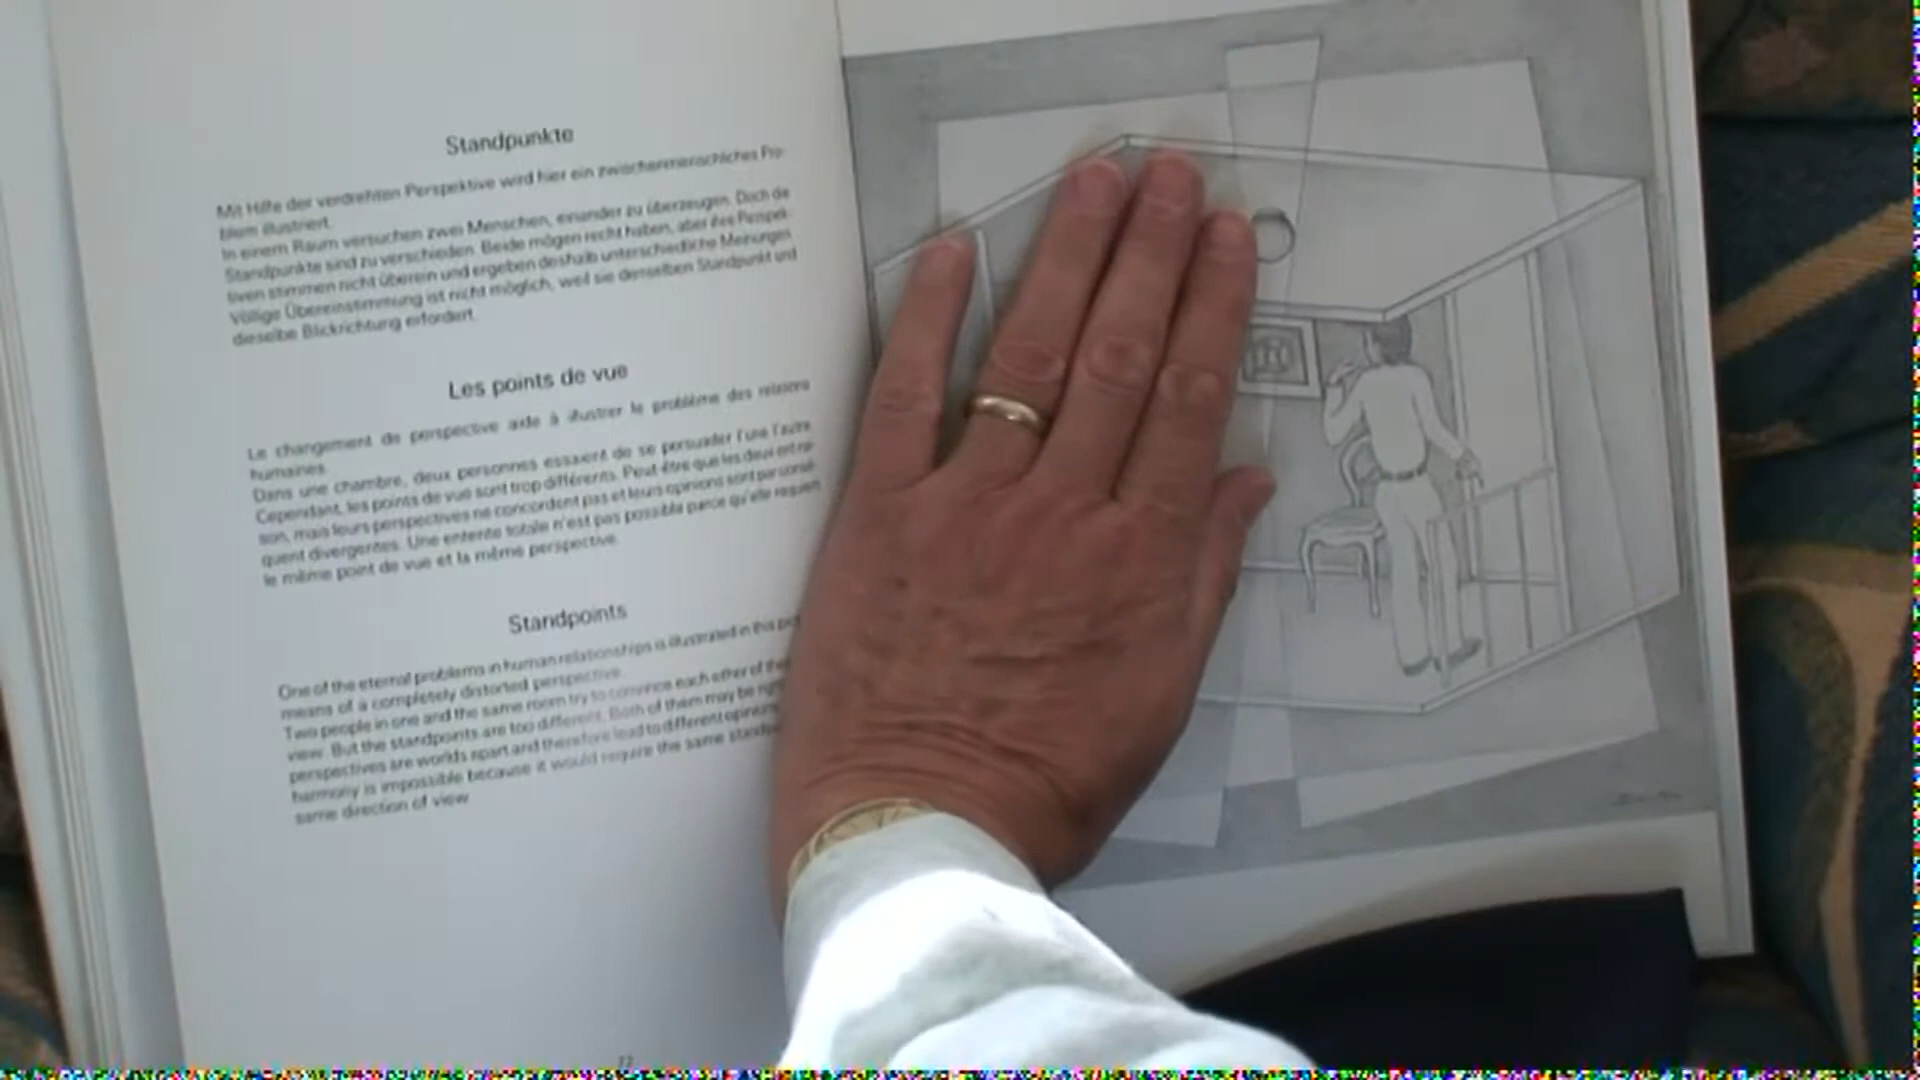 Standpunkte
Mit Hilfe der verdrehten Perspektive wird hier ein zwischenmenschliches Pro-
blem illustriert.
In einem Raum versuchen zwei Menschen, einander zu überzeugen. Doch die
Standpunkte sind zu verschieden. Beide mögen recht haben, aber ihre Perspek-
tiven stimmen nicht überein und ergeben deshalb unterschiedliche Meinungen.
Völlige Übereinstimmung ist nicht möglich, weil sie denselben Standpunkt und
dieselbe Blickrichtung erfordert.
Les points de vue
Le changement de perspective aide à illustrer le problème des relations
humaines.
Dans une chambre, deux personnes essaient de se persuader l'une l'autre.
Cependant, les points de vue sont trop différents. Peut-être que les deux ont rai-
son, mais leurs perspectives ne concordent pas et leurs opinions sont par consé-
quent divergentes. Une entente totale n'est pas possible parce qu'elle requiert
le même point de vue et la même perspective.
Standpoints
One of the eternal problems in human relationships is illustrated in this
means of a completely distorted perspective.
Two people in one and the same room try to convince each other of their
view. But the standpoints are too different. Both of them may be right
perspectives are worlds apart and therefore lead to different opinions
harmony is impossible because it would require the same
same direction of view.
12